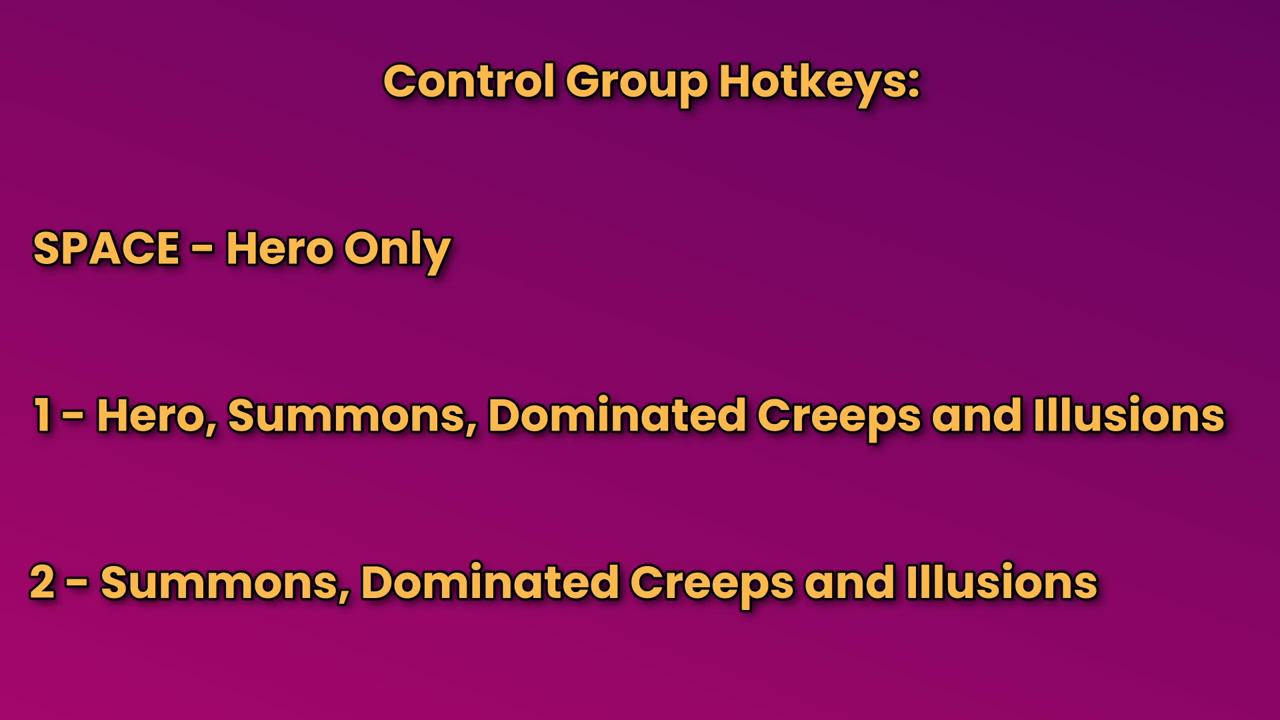 Control Group Hotkeys:
SPACE - Hero Only
1 - Hero, Summons, Dominated Creeps and Illusions
2 - Summons, Dominated Creeps and Illusions